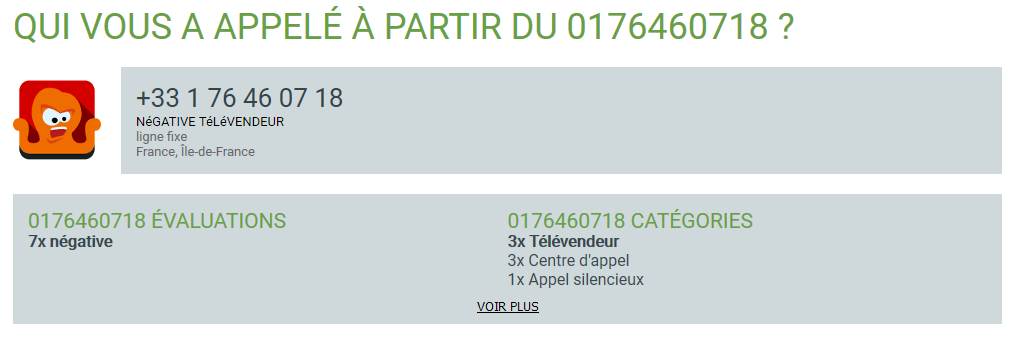 QUI VOUS A APPELÉ À PARTIR DU 0176460718 ?
+33 1 76 46 07 18
NéGATIVE TéLéVENDEUR
ligne fixe
France, Île-de-France
0176460718 ÉVALUATIONS
7x négative
0176460718 CATÉGORIES
3x Télévendeur
3x Centre d'appel
1x Appel silencieux
VOIR PLUS